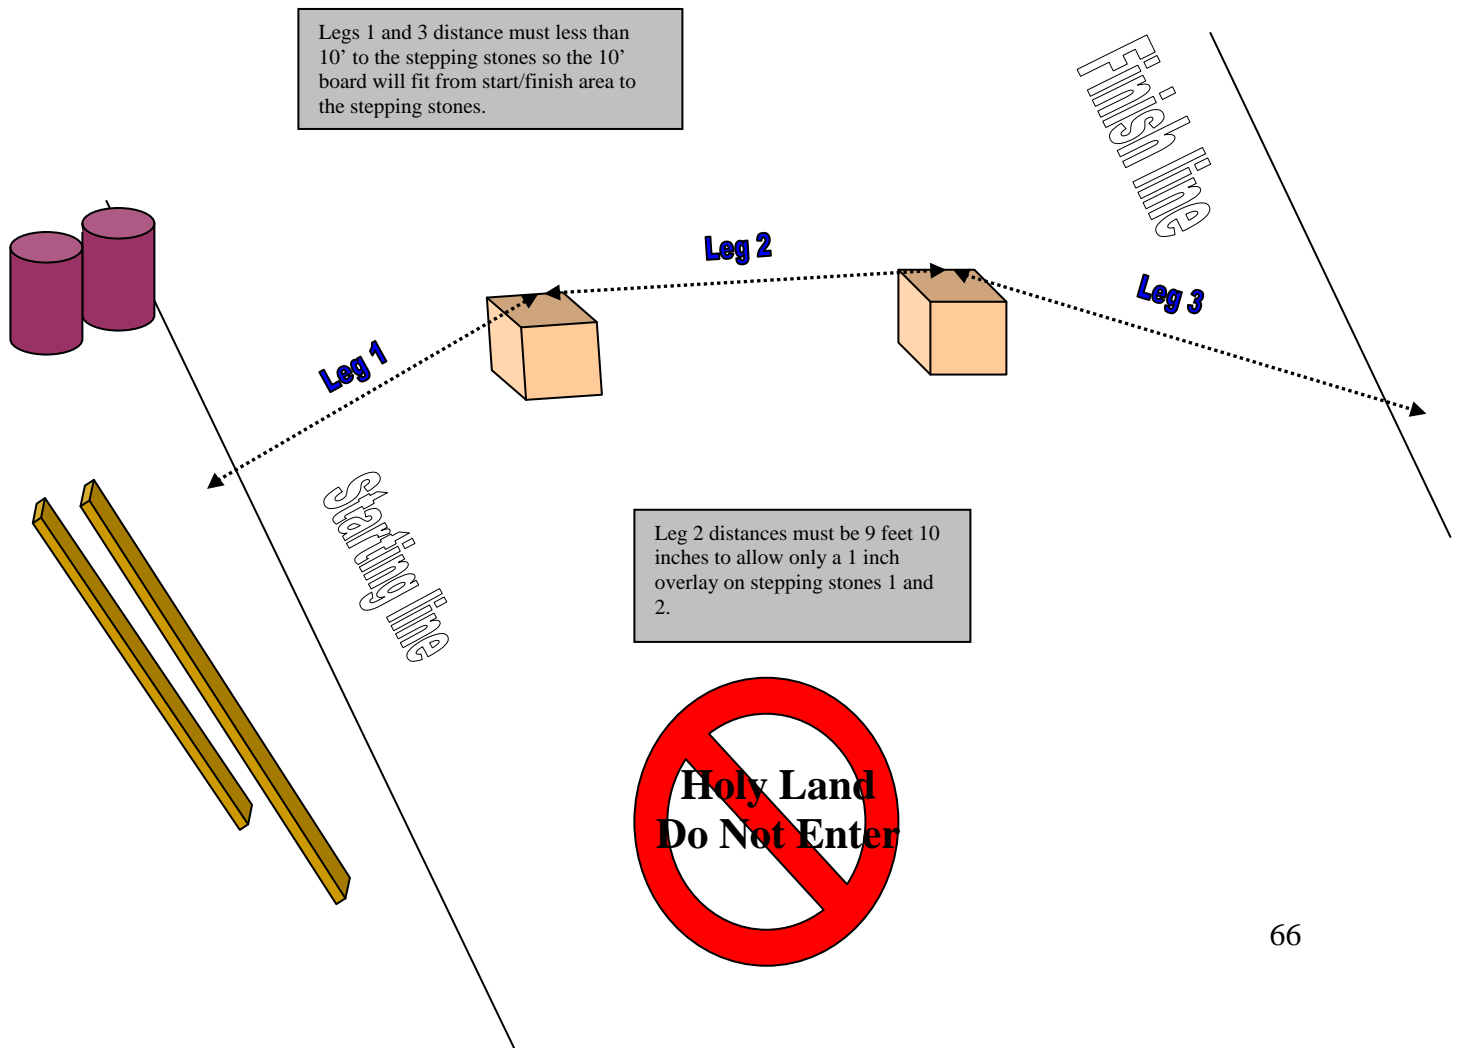 Legs 1 and 3 distance must less than
10’ to the stepping stones so the 10’
board will fit from start/finish area to
the stepping stones.
Finish line
Leg 2
Leg 3
Leg 1
Starting line
Leg 2 distances must be 9 feet 10
inches to allow only a 1 inch
overlay on stepping stones 1 and
2.
Holy Land
Do Not Enter
66